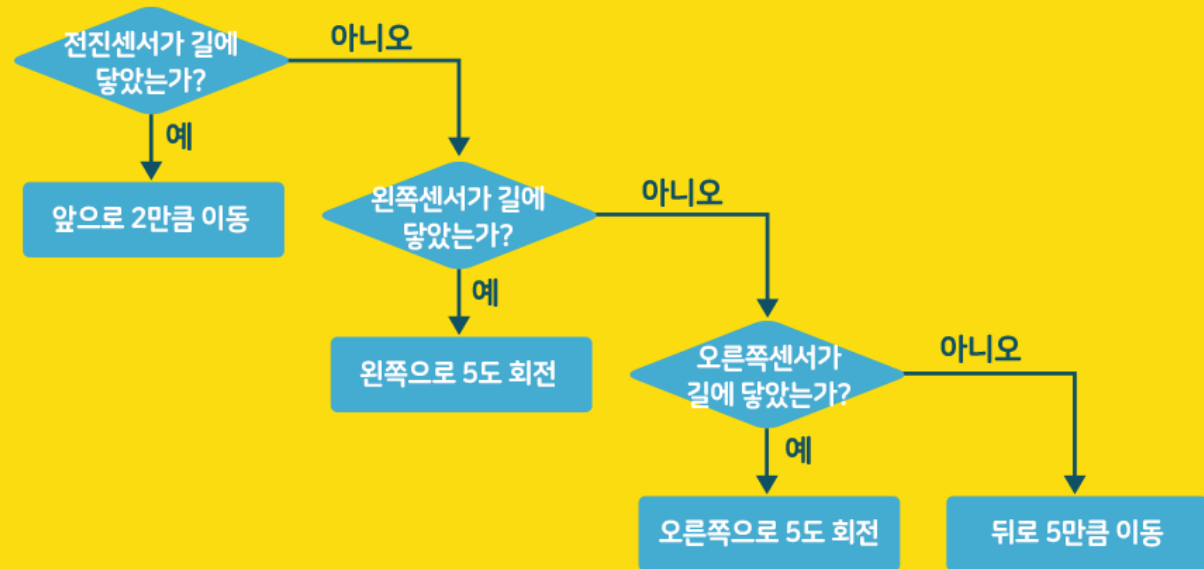 전진센서가 길에
닿았는가?
아니오
예
앞으로 2만큼 이동
왼쪽센서가 길에
닿았는가?
아니오
예
왼쪽으로 5도 회전
오른쪽센서가
길에 닿았는가?
아니오
예
오른쪽으로 5도 회전
뒤로 5만큼 이동